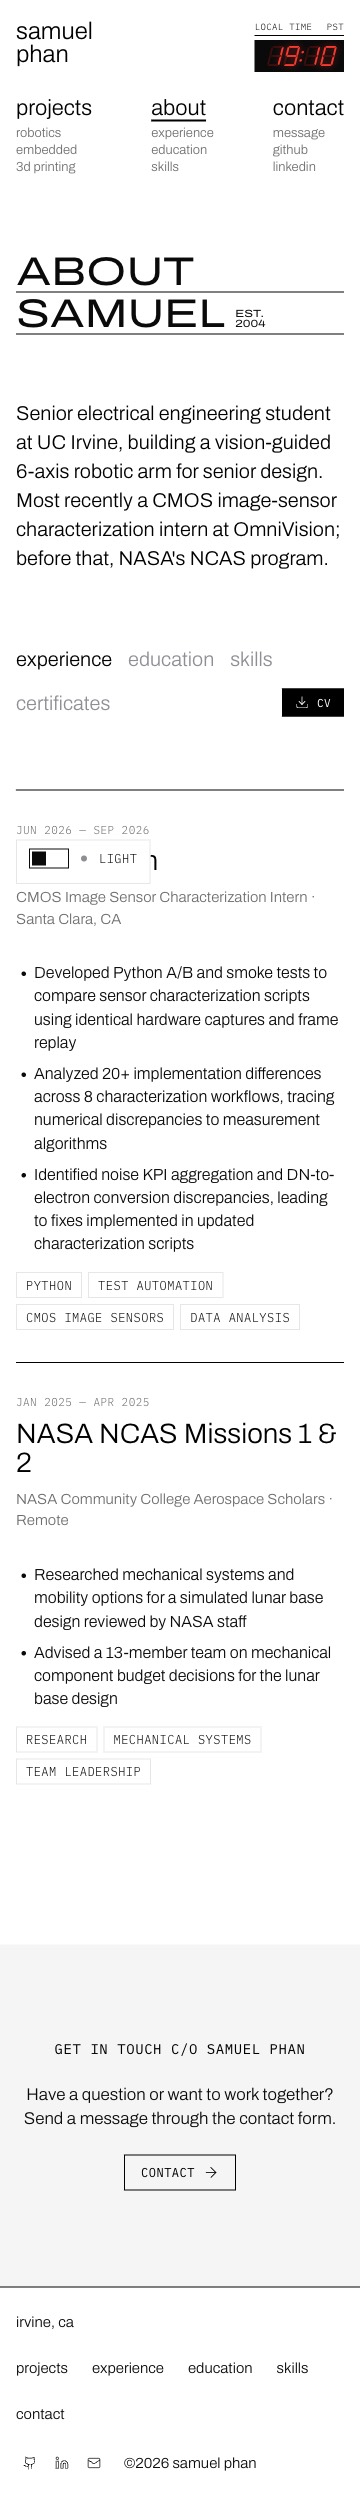 samuel
phan
LOCAL TIME PST
19:10
projects about contact
robotics experience message
embedded education github
3d printing skills linkedin
ABOUT
SAMUEL EST. 2004
Senior electrical engineering student
at UC Irvine, building a vision-guided
6-axis robotic arm for senior design.
Most recently a CMOS image-sensor
characterization intern at OmniVision;
before that, NASA's NCAS program.
experience education skills
certificates CV
JUN 2026 — SEP 2026
LIGHT
CMOS Image Sensor Characterization Intern ·
Santa Clara, CA
• Developed Python A/B and smoke tests to
compare sensor characterization scripts
using identical hardware captures and frame
replay
• Analyzed 20+ implementation differences
across 8 characterization workflows, tracing
numerical discrepancies to measurement
algorithms
• Identified noise KPI aggregation and DN-to-
electron conversion discrepancies, leading
to fixes implemented in updated
characterization scripts
PYTHON TEST AUTOMATION
CMOS IMAGE SENSORS DATA ANALYSIS
JAN 2025 — APR 2025
NASA NCAS Missions 1 &
2
NASA Community College Aerospace Scholars ·
Remote
• Researched mechanical systems and
mobility options for a simulated lunar base
design reviewed by NASA staff
• Advised a 13-member team on mechanical
component budget decisions for the lunar
base design
RESEARCH MECHANICAL SYSTEMS
TEAM LEADERSHIP
GET IN TOUCH C/O SAMUEL PHAN
Have a question or want to work together?
Send a message through the contact form.
CONTACT →
irvine, ca
projects experience education skills
contact
©2026 samuel phan